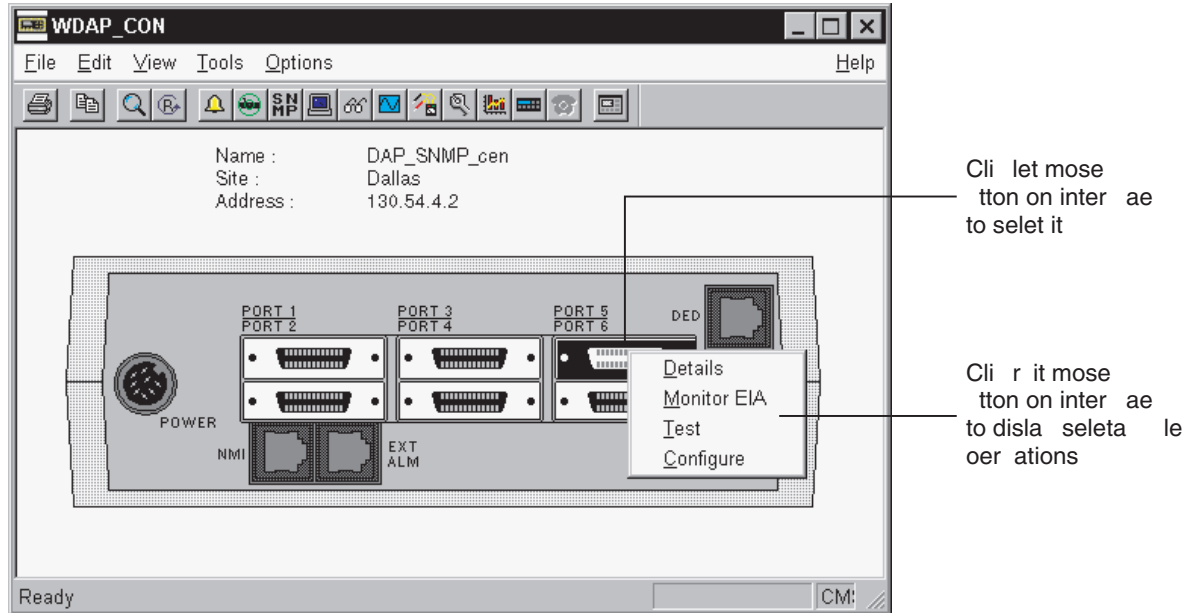 WDAP_CON
File Edit View Tools Options Help
SNMP
Name : DAP_SNMP_cen
Site : Dallas
Address : 130.54.4.2
Cli let mose
tton on inter ae
to selet it
PORT 1 PORT 3 PORT 5 DED
PORT 2 PORT 4 PORT 6
Details
Monitor EIA
Test
Configure
Cli r it mose
tton on inter ae
to disla seleta le
oer ations
POWER
NMI EXT
ALM
Ready CM